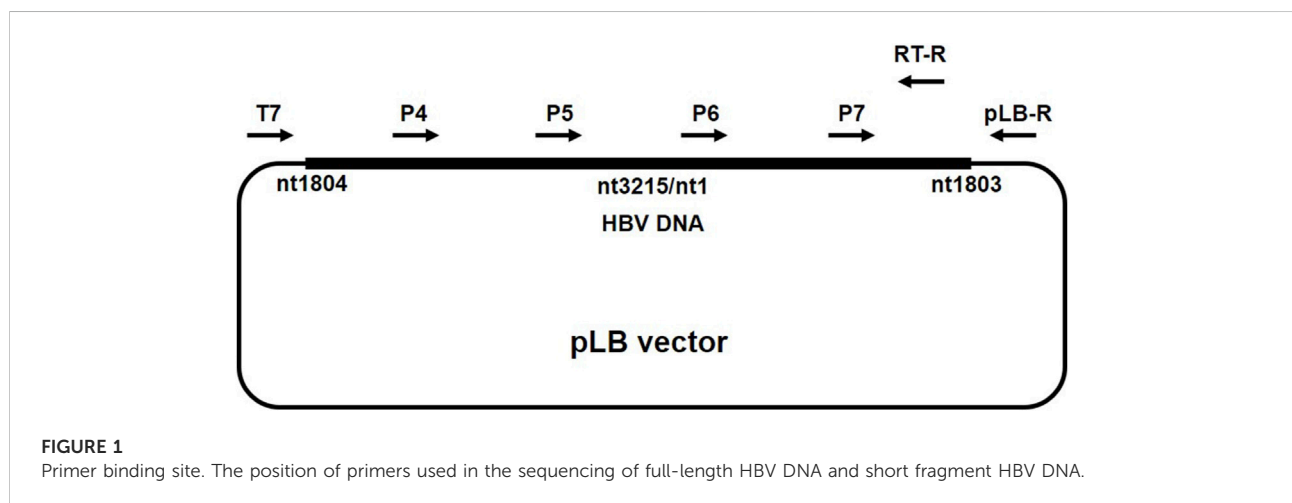 RT-R
T7 P4 P5 P6 P7 pLB-R
nt1804 nt3215/nt1 nt1803
HBV DNA
pLB vector
FIGURE 1
Primer binding site. The position of primers used in the sequencing of full-length HBV DNA and short fragment HBV DNA.